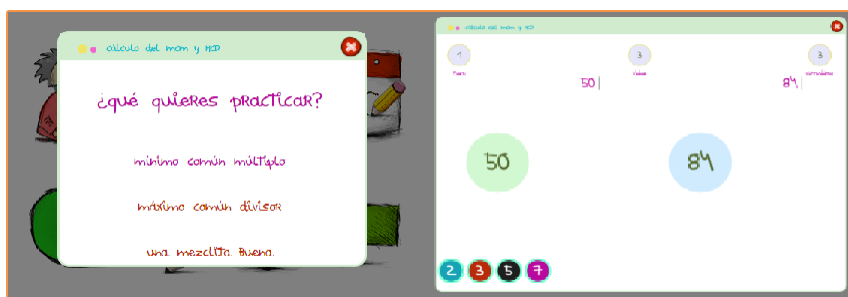 cálculo del mcm y MCD
¿qué quieres practicar?
mínimo común múltiplo
máximo común divisor
una mezclita buena
cálculo del mcm y MCD
1
3
3
50
84
50
84
2 3 5 7